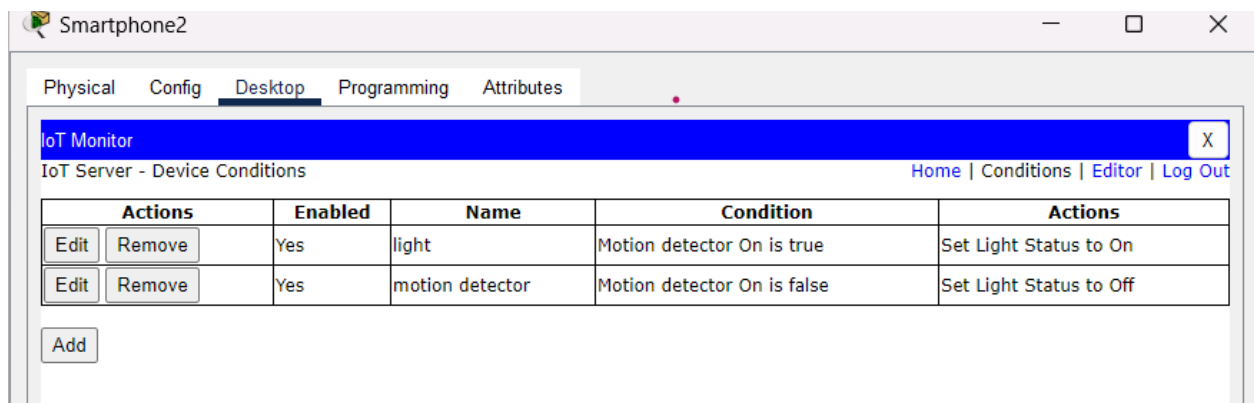 Smartphone2
Physical Config Desktop Programming Attributes
IoT Monitor X
IoT Server - Device Conditions Home | Conditions | Editor | Log Out
Actions Enabled Name Condition Actions
Edit Remove Yes light Motion detector On is true Set Light Status to On
Edit Remove Yes motion detector Motion detector On is false Set Light Status to Off
Add